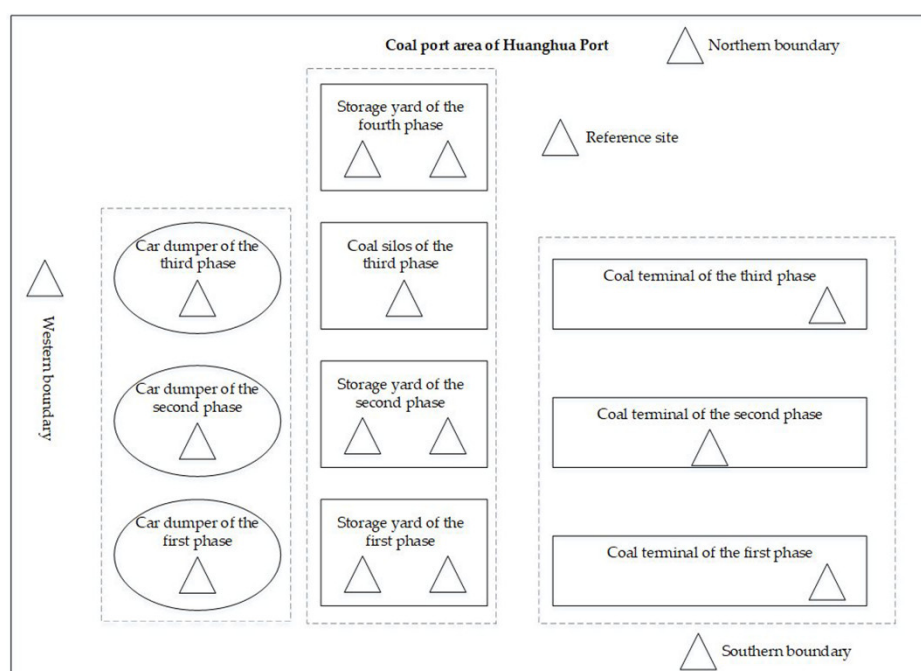 Coal port area of Huanghua Port
Northern boundary
Storage yard of the
fourth phase
Reference site
Car dumper of the
third phase
Coal silos of the
third phase
Coal terminal of the third phase
Western boundary
Car dumper of the
second phase
Storage yard of the
second phase
Coal terminal of the second phase
Car dumper of the
first phase
Storage yard of the
first phase
Coal terminal of the first phase
Southern boundary